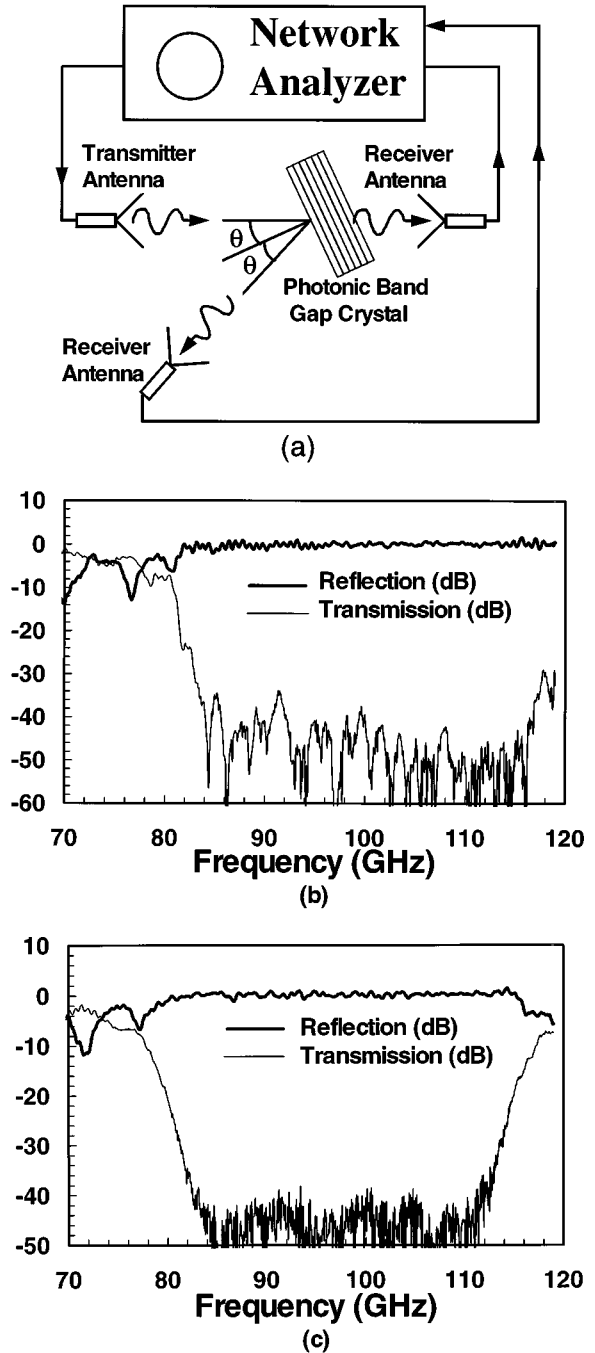 Network
Analyzer
Transmitter
Antenna
Receiver
Antenna
θ
θ
Photonic Band
Gap Crystal
Receiver
Antenna
(a)
10
0
-10
-20
-30
-40
-50
-60
Reflection (dB)
Transmission (dB)
70 80 90 100 110 120
Frequency (GHz)
(b)
10
0
-10
-20
-30
-40
-50
Reflection (dB)
Transmission (dB)
70 80 90 100 110 120
Frequency (GHz)
(c)